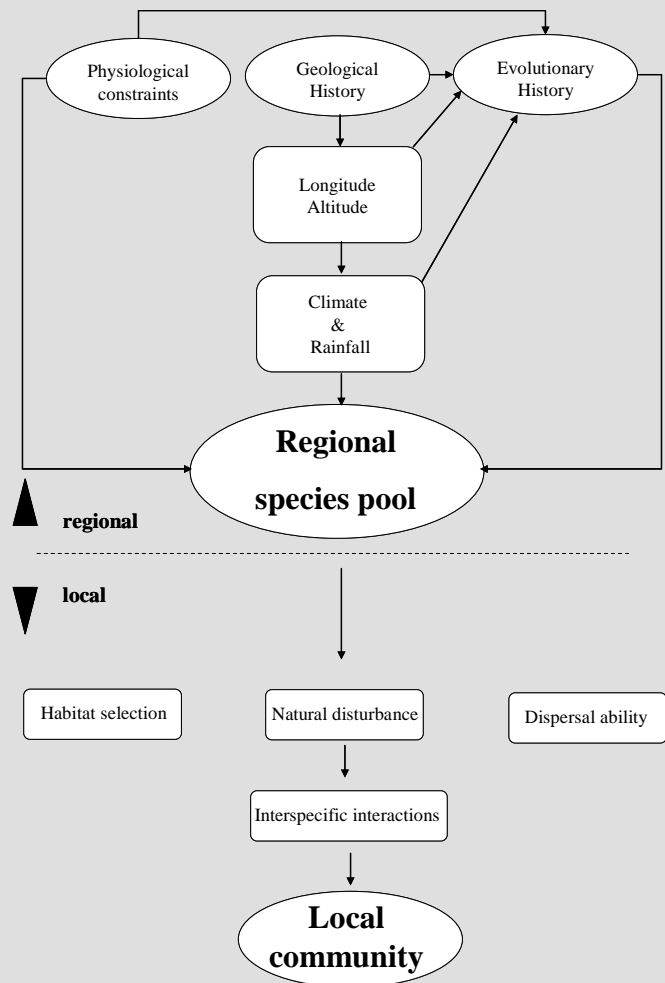 Physiological
constraints
Geological
History
Evolutionary
History
Longitude
Altitude
Climate
&
Rainfall
Regional
species pool
regional
local
Habitat selection
Natural disturbance
Dispersal ability
Interspecific interactions
Local
community